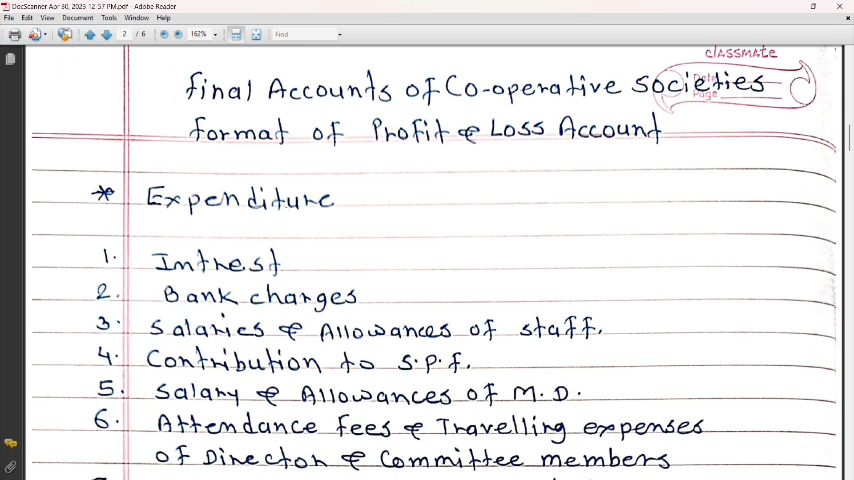 DocScanner Apr 30, 2023 12-57 PM.pdf - Adobe Reader
File Edit View Document Tools Window Help
2 / 6 162% Find
CLASSMATE
Date
Page
Final Accounts of Co-operative Societies
format of Profit & Loss Account
* Expenditure
1. Intrest
2. Bank charges
3. Salaries & Allowances of staff.
4. Contribution to S.P.f.
5. Salary & Allowances of M.D.
6. Attendance fees & Travelling expenses
of Director & Committee members